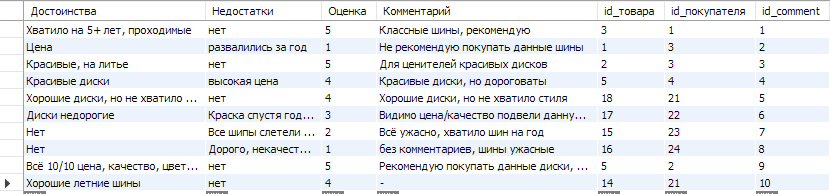 Достоинства Недостатки Оценка Комментарий id_товара id_покупателя id_comment
Хватило на 5+ лет, проходимые нет 5 Классные шины, рекомендую 3 1 1
Цена развалились за год 1 Не рекомендую покупать данные шины 1 3 2
Красивые, на литье нет 5 Для ценителей красивых дисков 2 3 3
Красивые диски высокая цена 4 Красивые диски, но дороговаты 5 4 4
Хорошие диски, но не хватило ... нет 4 Хорошие диски, но не хватило стиля 18 21 5
Диски недорогие Краска спустя год... 3 Видимо цена/качество подвели данну... 17 22 6
Нет Все шипы слетели ... 2 Всё ужасно, хватило шин на год 15 23 7
Нет Дорого, некачест... 1 без комментариев, шины ужасные 16 24 8
Всё 10/10 цена, качество, цвет... нет 5 Рекомендую покупать данные диски, ... 5 2 9
Хорошие летние шины нет 4 - 14 21 10